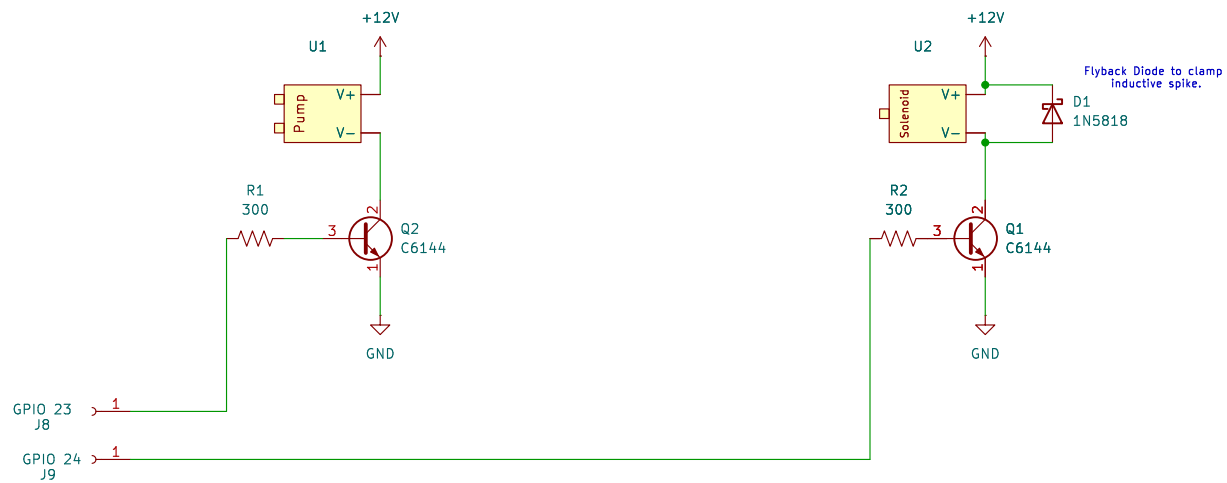 +12V
U1
V+
Pump
V-
R1
300
3
2
Q2
C6144
1
GND
+12V
U2
Flyback Diode to clamp
inductive spike.
V+
Solenoid
V-
D1
1N5818
R2
300
3
2
Q1
C6144
1
GND
GPIO 23
1
J8
GPIO 24
1
J9